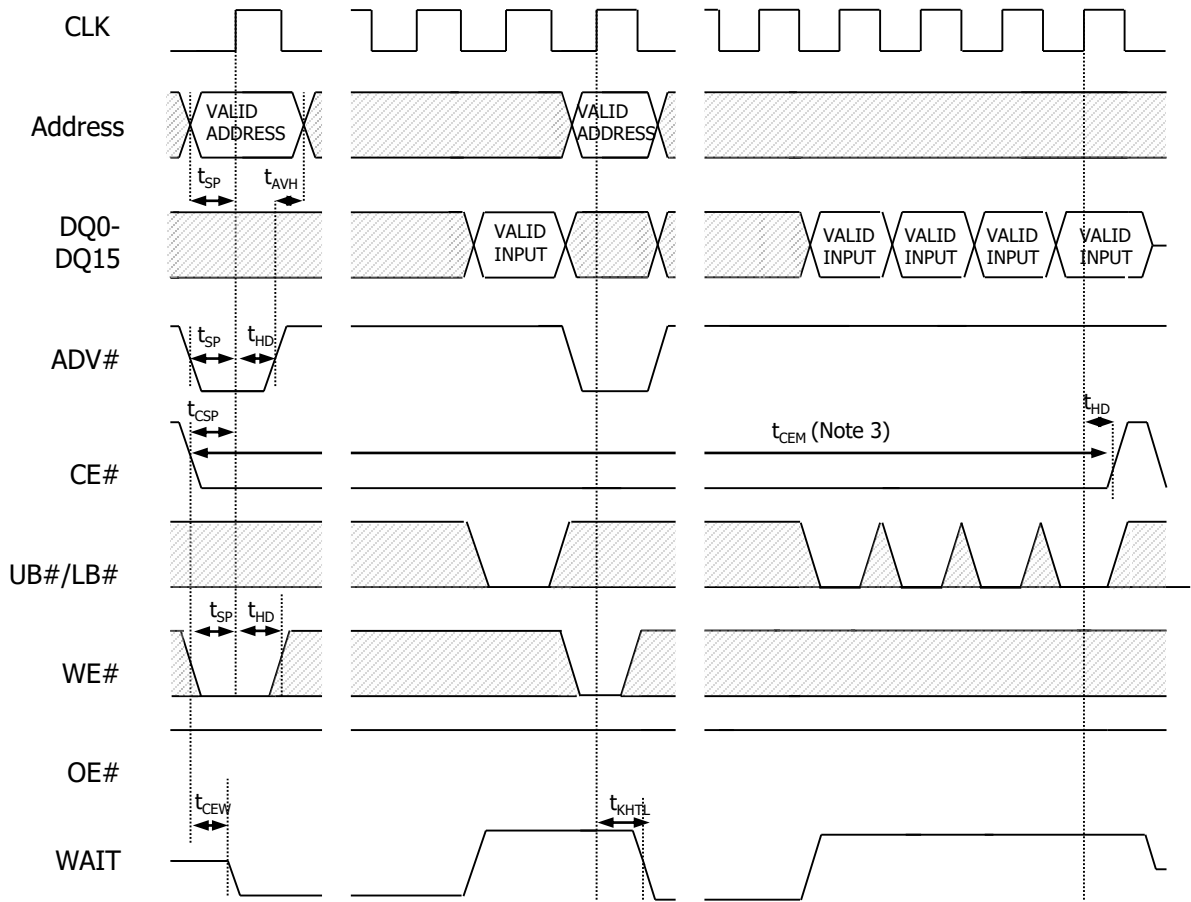 CLK
Address
VALID
ADDRESS
VALID
ADDRESS
tSP
tAVH
DQ0-
DQ15
VALID
INPUT
VALID
INPUT
VALID
INPUT
VALID
INPUT
VALID
INPUT
ADV#
tSP
tHD
tCSP
tHD
tCEM (Note 3)
CE#
UB#/LB#
tSP
tHD
WE#
OE#
tCEW
tKHTL
WAIT